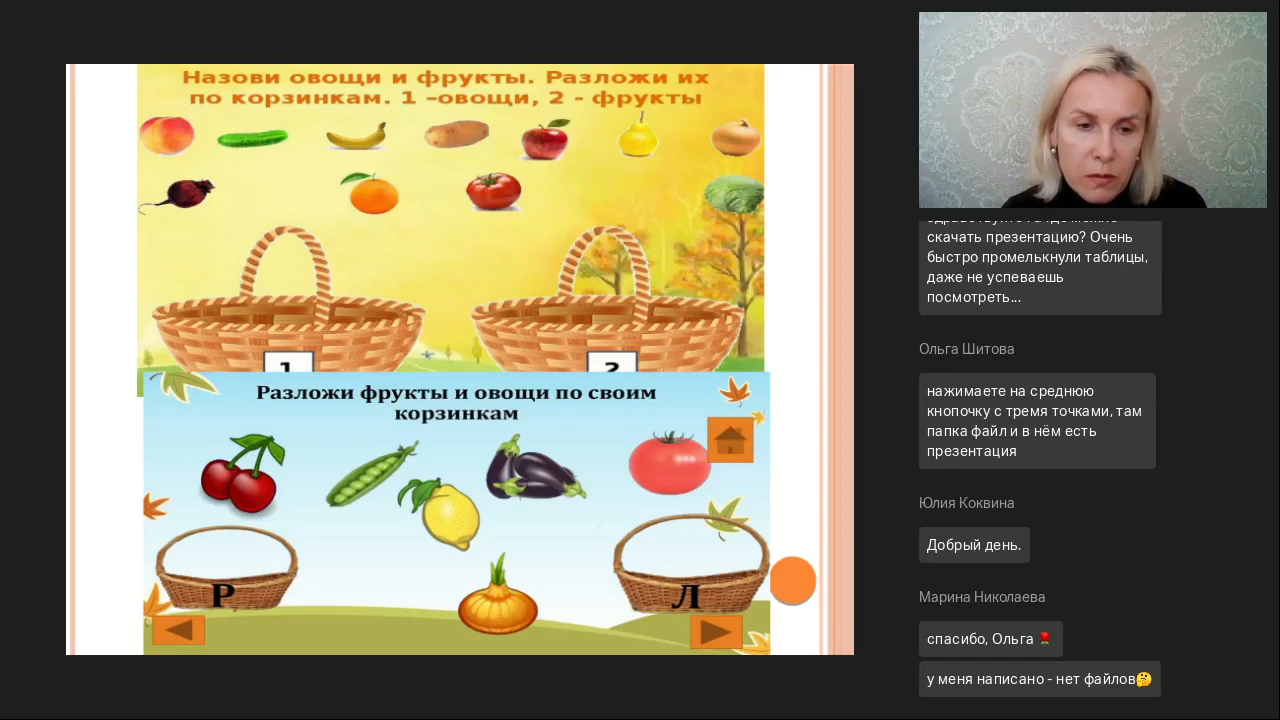 Назови овощи и фрукты. Разложи их
по корзинкам. 1 -овощи, 2 - фрукты
1
2
Разложи фрукты и овощи по своим
корзинкам
Р
Л
скачать презентацию? Очень
быстро промелькнули таблицы,
даже не успеваешь
посмотреть...
Ольга Шитова
нажимаете на среднюю
кнопочку с тремя точками, там
папка файл и в нём есть
презентация
Юлия Коквина
Добрый день.
Марина Николаева
спасибо, Ольга 🌹
у меня написано - нет файлов🤔